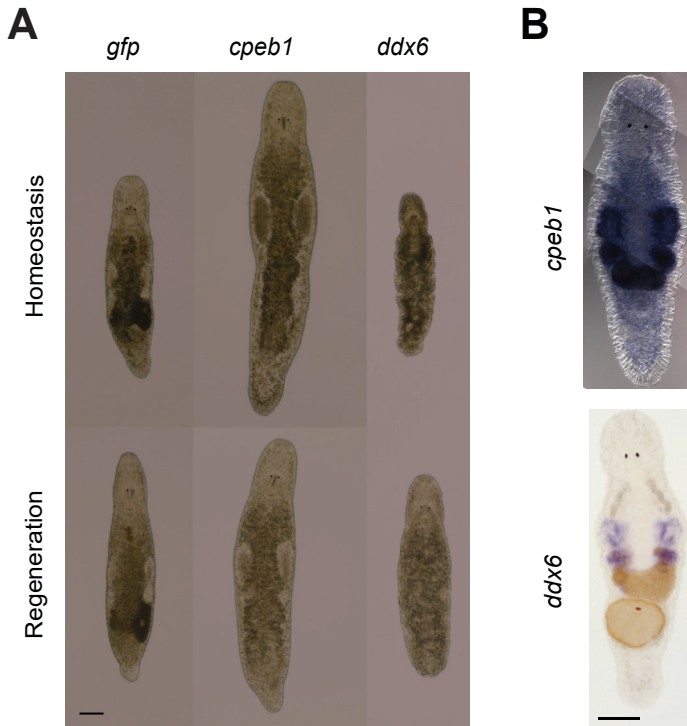 A
B
gfp
cpeb1
ddx6
Homeostasis
Regeneration
cpeb1
ddx6